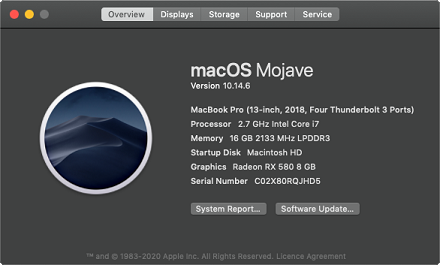 Overview Displays Storage Support Service
macOS Mojave
Version 10.14.6
MacBook Pro (13-inch, 2018, Four Thunderbolt 3 Ports)
Processor 2.7 GHz Intel Core i7
Memory 16 GB 2133 MHz LPDDR3
Startup Disk Macintosh HD
Graphics Radeon RX 580 8 GB
Serial Number C02X80RQJHD5
System Report... Software Update...
™ and © 1983-2020 Apple Inc. All Rights Reserved. Licence Agreement